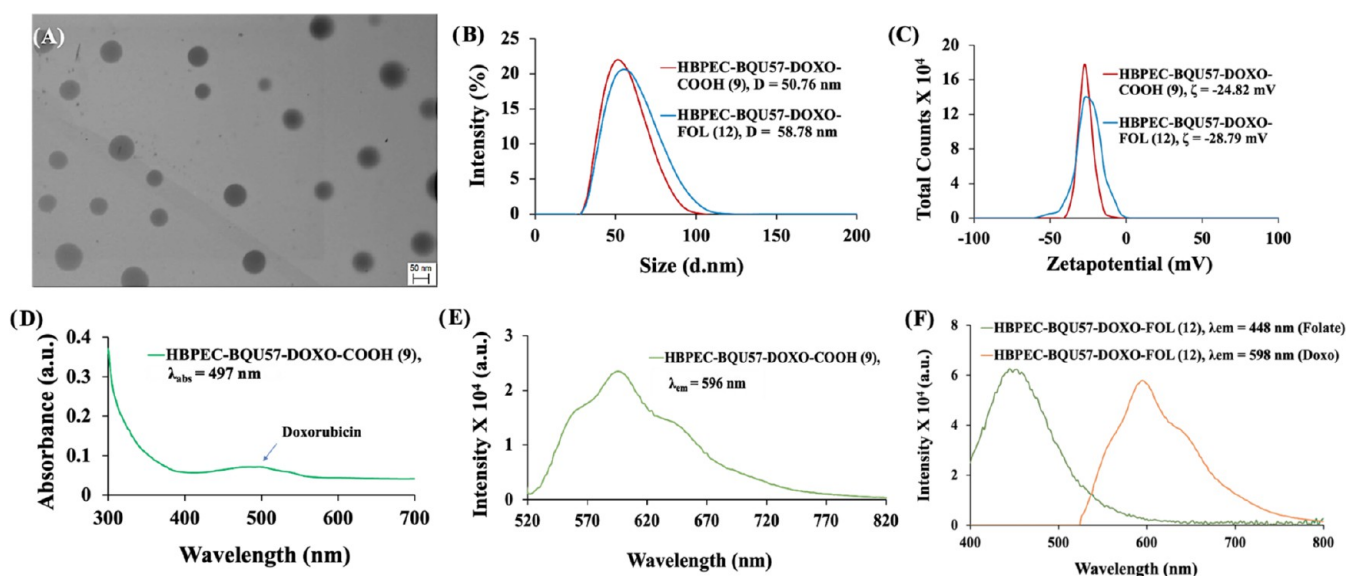 (A)
50 nm
(B)
25
20
15
10
5
0
0
50
100
150
200
Intensity (%)
Size (d.nm)
HBPEC-BQU57-DOXO-
COOH (9), D = 50.76 nm
HBPEC-BQU57-DOXO-
FOL (12), D = 58.78 nm
(C)
20
16
12
8
4
0
-100
-50
0
50
100
Total Counts X 10⁴
Zetapotential (mV)
HBPEC-BQU57-DOXO-
COOH (9), ζ = -24.82 mV
HBPEC-BQU57-DOXO-
FOL (12), ζ = -28.79 mV
(D)
0.4
0.3
0.2
0.1
0
300
400
500
600
700
Absorbance (a.u.)
Wavelength (nm)
HBPEC-BQU57-DOXO-COOH (9),
λabs = 497 nm
Doxorubicin
(E)
3
2
1
0
520
570
620
670
720
770
820
Intensity X 10⁴ (a.u.)
Wavelength (nm)
HBPEC-BQU57-DOXO-COOH (9),
λem = 596 nm
(F)
8
6
4
2
0
400
500
600
700
800
Intensity X 10⁴ (a.u.)
Wavelength (nm)
HBPEC-BQU57-DOXO-FOL (12), λem = 448 nm (Folate)
HBPEC-BQU57-DOXO-FOL (12), λem = 598 nm (Doxo)